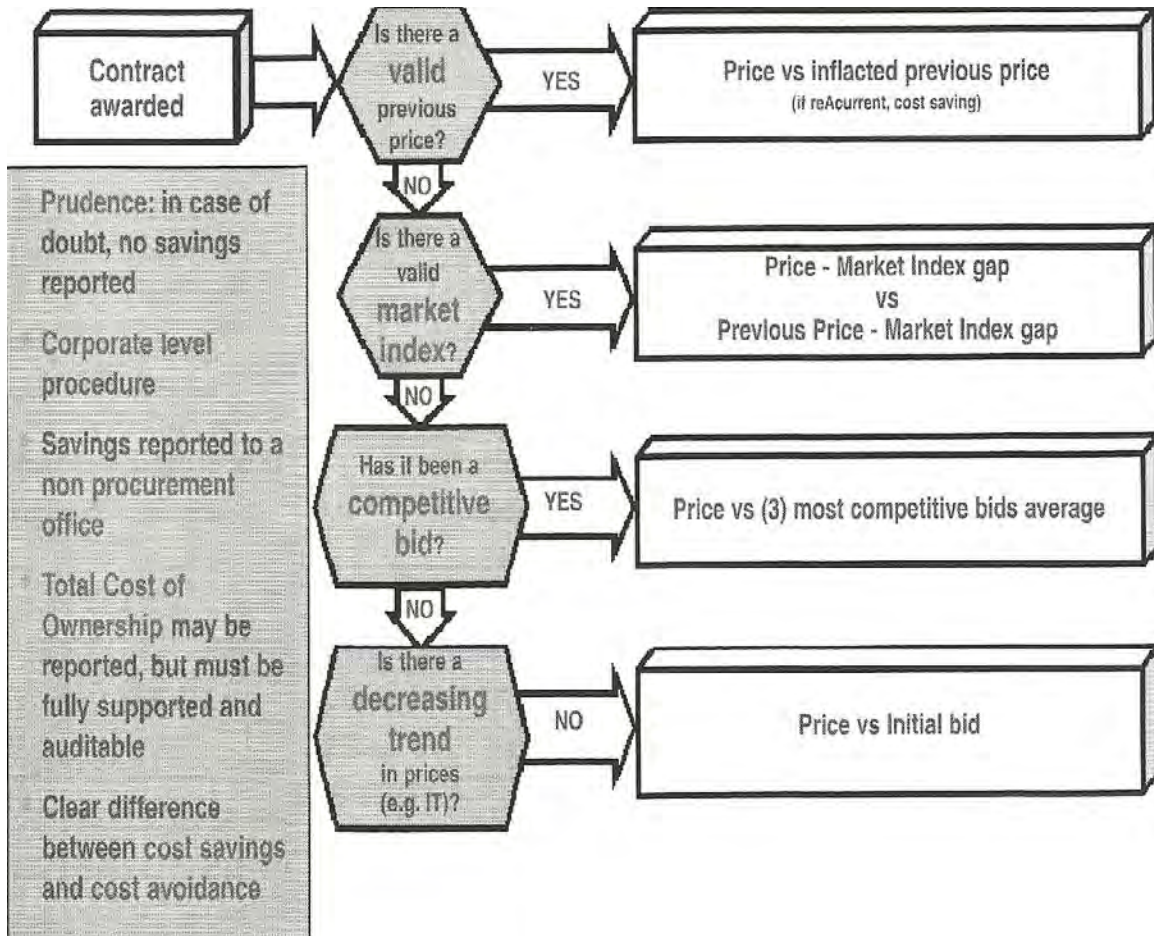 Contract
awarded
Is there a
valid
previous
price?
YES
Price vs inflacted previous price
(if reAcurrent, cost saving)
NO
Is there a
valid
market
index?
YES
Price - Market Index gap
vs
Previous Price - Market Index gap
NO
Has it been a
competitive
bid?
YES
Price vs (3) most competitive bids average
NO
Is there a
decreasing
trend
in prices
(e.g. IT)?
NO
Price vs Initial bid
Prudence: in case of
doubt, no savings
reported
Corporate level
procedure
Savings reported to a
non procurement
office
Total Cost of
Ownership may be
reported, but must be
fully supported and
auditable
Clear difference
between cost savings
and cost avoidance